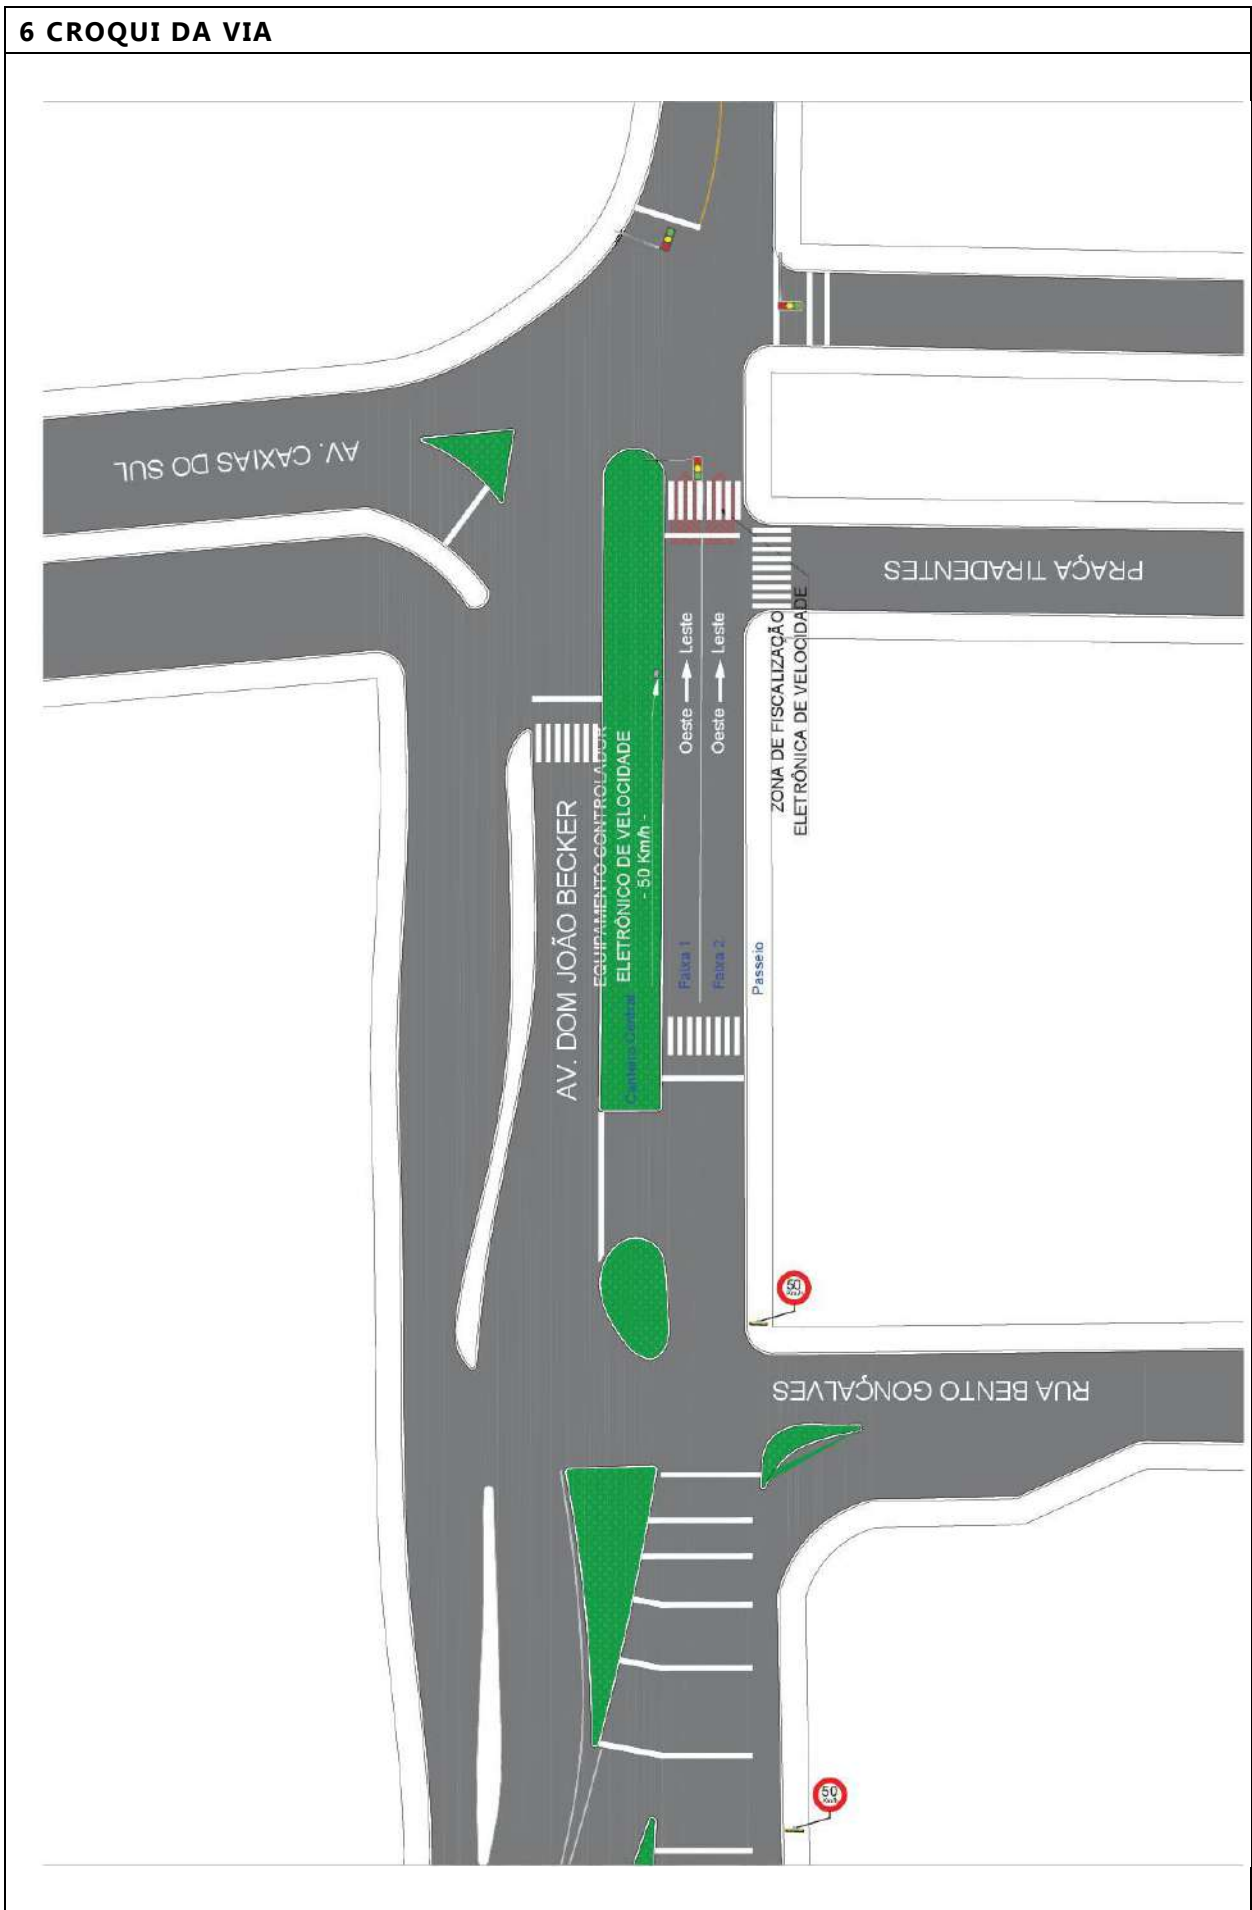 6 CROQUI DA VIA
AV. CAXIAS DO SUL
PRAÇA TIRADENTES
Oeste Leste
Oeste Leste
ZONA DE FISCALIZAÇÃO
ELETRÔNICA DE VELOCIDADE
AV. DOM JOÃO BECKER
EQUIPAMENTO CONTROLADOR
ELETRÔNICO DE VELOCIDADE
- 50 Km/h -
Canteiro Central
Faixa 1
Faixa 2
Passeio
50
Km/h
RUA BENTO GONÇALVES
50
Km/h